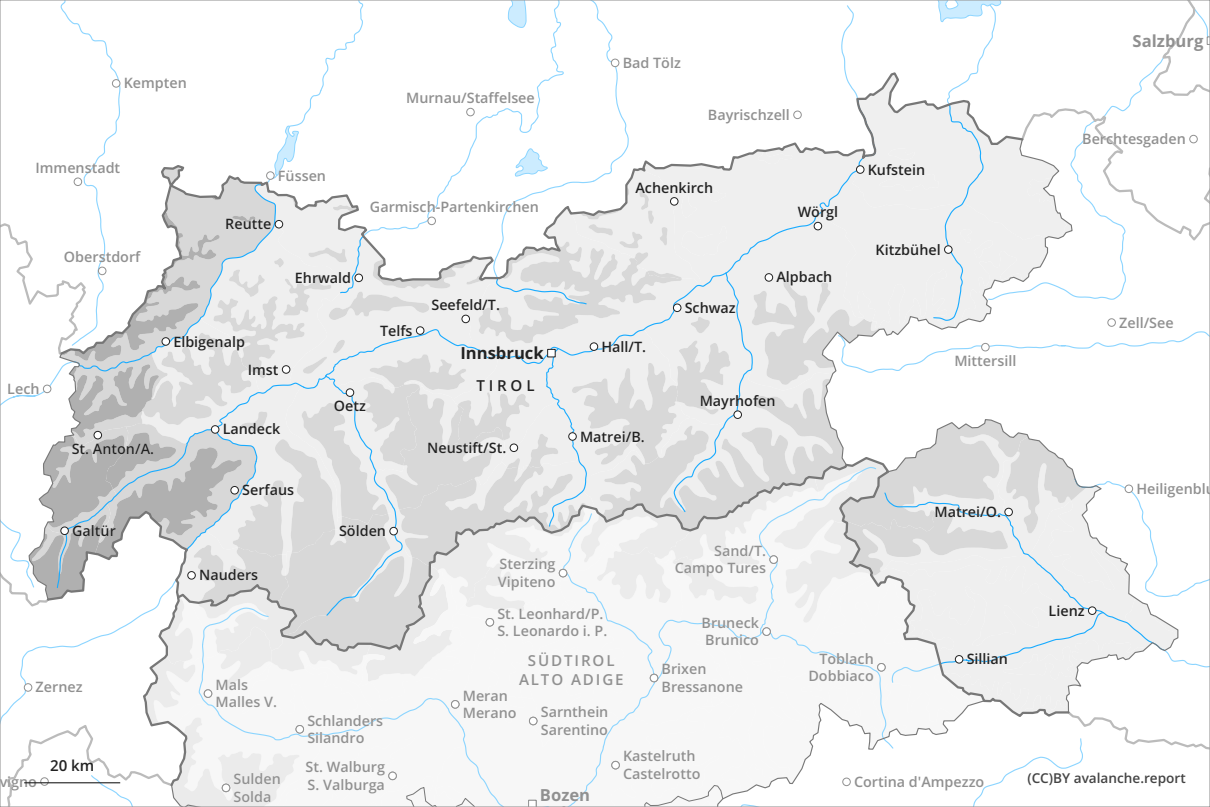 Salzburg
Bad Tölz
Kempten
Murnau/Staffelsee
Bayrischzell
Berchtesgaden
Immenstadt
Füssen
Kufstein
Achenkirch
Garmisch-Partenkirchen
Wörgl
Reutte
Kitzbühel
Oberstdorf
Ehrwald
Alpbach
Seefeld/T.
Schwaz
Zell/See
Telfs
Elbigenalp
Innsbruck
Hall/T.
Mittersill
Imst
TIROL
Lech
Oetz
Mayrhofen
Landeck
Matrei/B.
St. Anton/A.
Neustift/St.
Serfaus
Heiligenblu
Matrei/O.
Galtür
Sölden
Sand/T.
Campo Tures
Sterzing
Vipiteno
Nauders
Lienz
St. Leonhard/P.
S. Leonardo i. P.
Bruneck
Brunico
SÜDTIROL
ALTO ADIGE
Toblach
Dobbiaco
Sillian
Brixen
Bressanone
Zernez
Mals
Malles V.
Meran
Merano
Sarnthein
Sarentino
Schlanders
Silandro
Kastelruth
Castelrotto
20 km
St. Walburg
S. Valburga
vigno
Sulden
Solda
Cortina d'Ampezzo
(CC)BY avalanche.report
Bozen